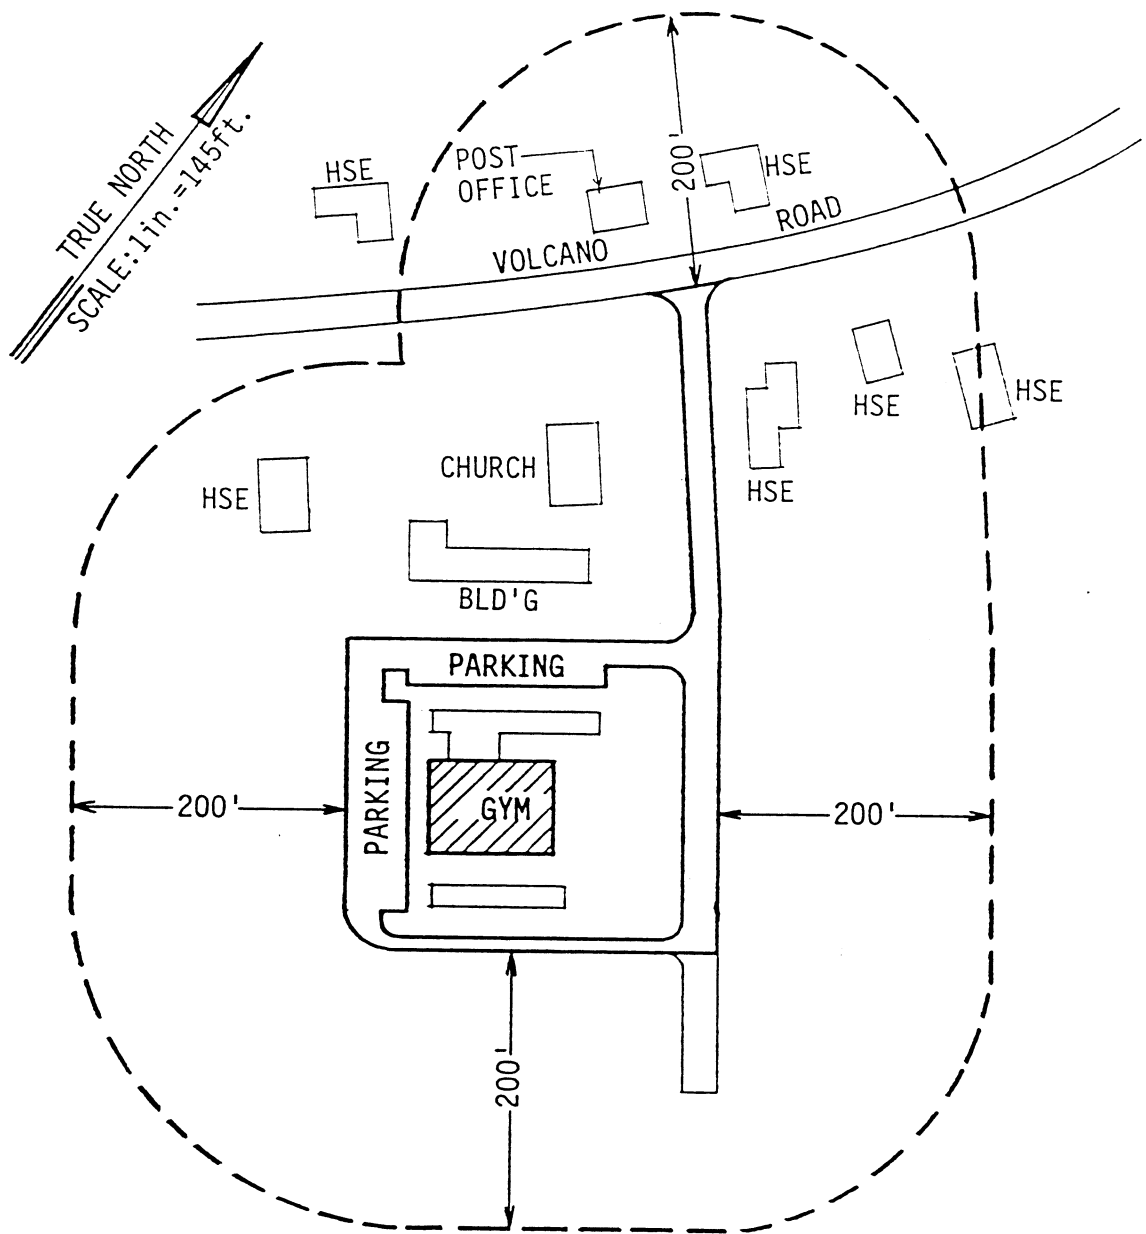 TRUE NORTH
SCALE:1in.=145ft.
HSE
POST
OFFICE
200'
HSE
VOLCANO
ROAD
HSE
HSE
HSE
HSE
CHURCH
BLD'G
PARKING
PARKING
GYM
200'
200'
200'